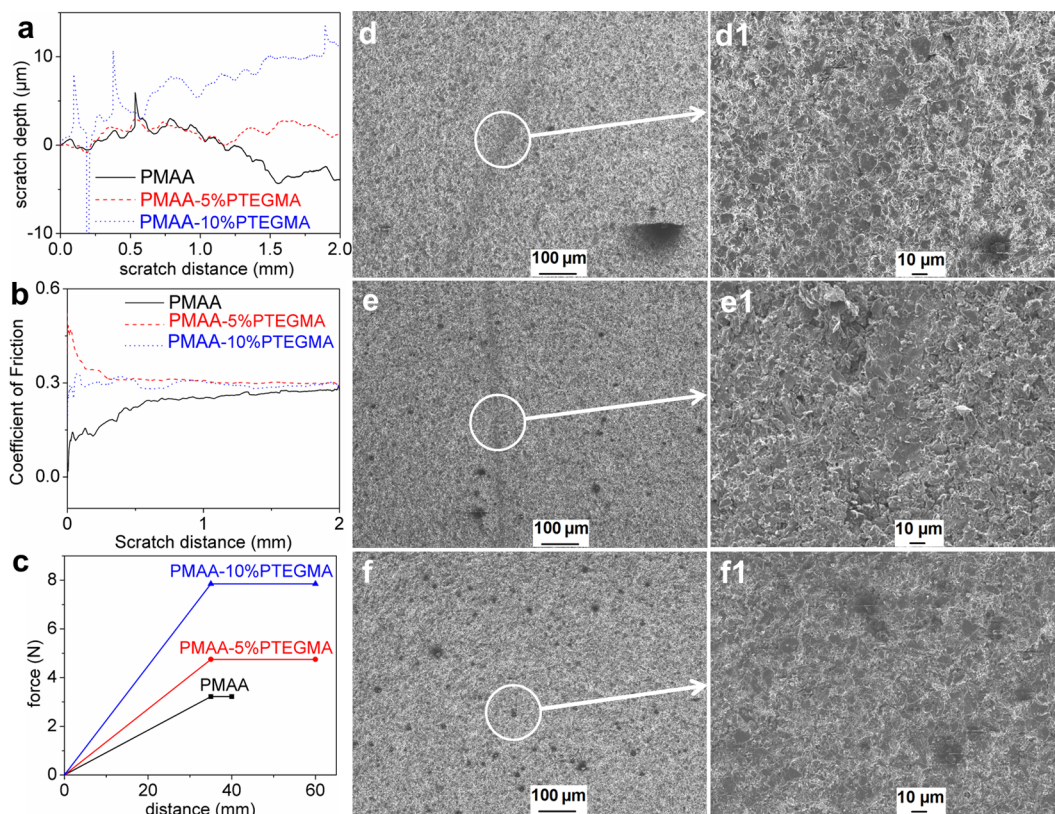 a
scratch depth (µm)
10
0
-10
PMAA
PMAA-5%PTEGMA
PMAA-10%PTEGMA
0.0 0.5 1.0 1.5 2.0
scratch distance (mm)
b
Coefficient of Friction
0.6
0.3
0.0
PMAA
PMAA-5%PTEGMA
PMAA-10%PTEGMA
0 1 2
Scratch distance (mm)
c
force (N)
8
6
4
2
0
PMAA-10%PTEGMA
PMAA-5%PTEGMA
PMAA
0 20 40 60
distance (mm)
d
100 µm
d1
10 µm
e
100 µm
e1
10 µm
f
100 µm
f1
10 µm